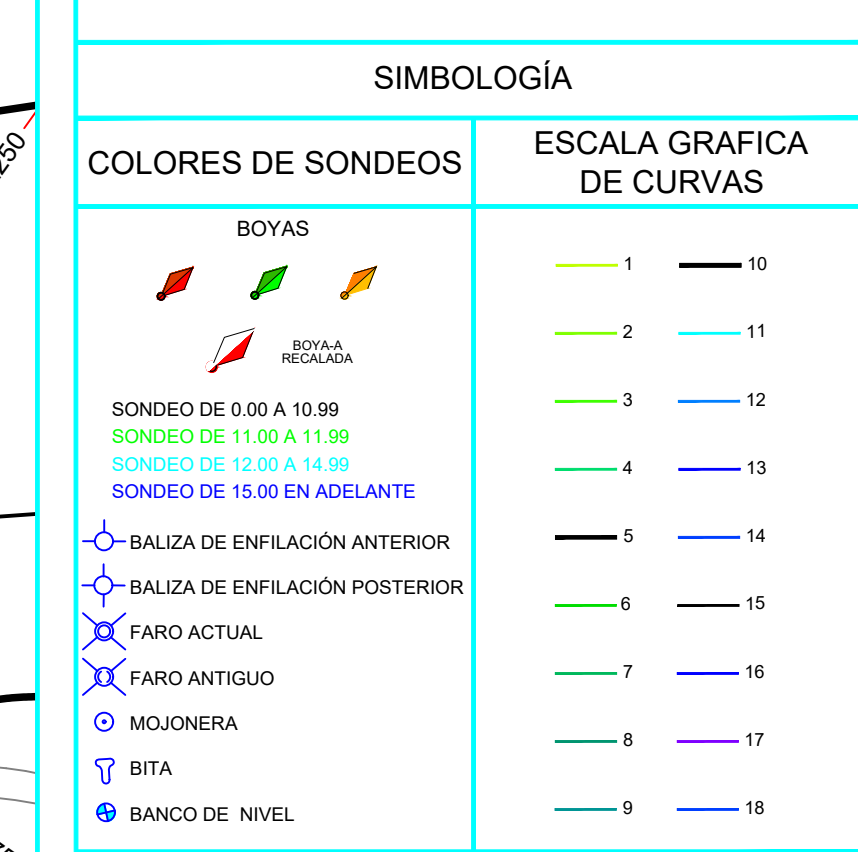 SIMBOLOGÍA
COLORES DE SONDEOS
ESCALA GRAFICA
DE CURVAS
BOYAS
BOYA-A
RECALADA
SONDEO DE 0.00 A 10.99
SONDEO DE 11.00 A 11.99
SONDEO DE 12.00 A 14.99
SONDEO DE 15.00 EN ADELANTE
BALIZA DE ENFILACIÓN ANTERIOR
BALIZA DE ENFILACIÓN POSTERIOR
FARO ACTUAL
FARO ANTIGUO
MOJONERA
BITA
BANCO DE NIVEL
1 10
2 11
3 12
4 13
5 14
6 15
7 16
8 17
9 18